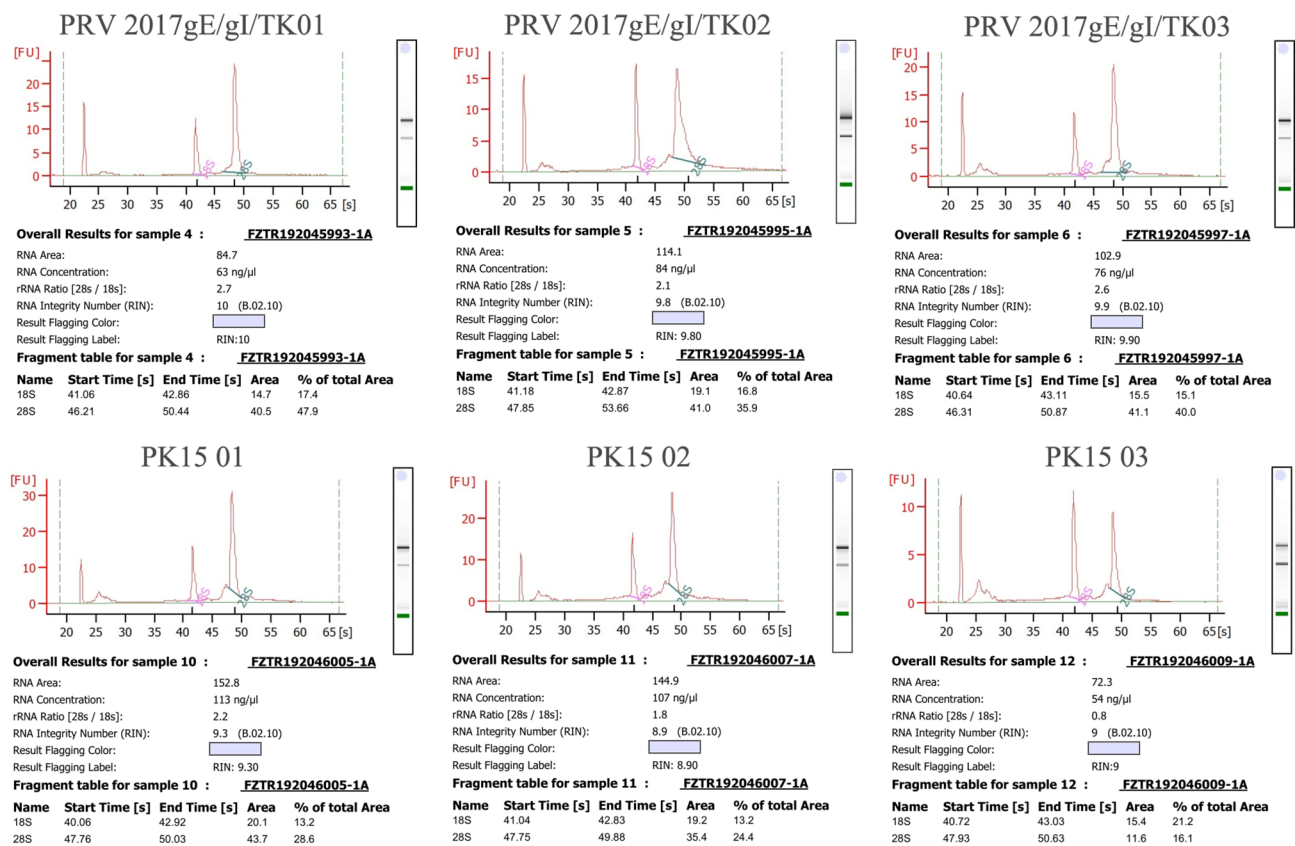 PRV 2017gE/gI/TK01
[FU]
20
15
10
5
0
18S
28S
20 25 30 35 40 45 50 55 60 65 [s]
Overall Results for sample 4 : FZTR192045993-1A
RNA Area: 84.7
RNA Concentration: 63 ng/µl
rRNA Ratio [28s / 18s]: 2.7
RNA Integrity Number (RIN): 10 (B.02.10)
Result Flagging Color:
Result Flagging Label: RIN:10
Fragment table for sample 4 : FZTR192045993-1A
Name Start Time [s] End Time [s] Area % of total Area
18S 41.06 42.86 14.7 17.4
28S 46.21 50.44 40.5 47.9
PRV 2017gE/gI/TK02
[FU]
15
10
5
0
18S
28S
20 25 30 35 40 45 50 55 60 65 [s]
Overall Results for sample 5 : FZTR192045995-1A
RNA Area: 114.1
RNA Concentration: 84 ng/µl
rRNA Ratio [28s / 18s]: 2.1
RNA Integrity Number (RIN): 9.8 (B.02.10)
Result Flagging Color:
Result Flagging Label: RIN: 9.80
Fragment table for sample 5 : FZTR192045995-1A
Name Start Time [s] End Time [s] Area % of total Area
18S 41.18 42.87 19.1 16.8
28S 47.85 53.66 41.0 35.9
PRV 2017gE/gI/TK03
[FU]
20
15
10
5
0
18S
28S
20 25 30 35 40 45 50 55 60 65 [s]
Overall Results for sample 6 : FZTR192045997-1A
RNA Area: 102.9
RNA Concentration: 76 ng/µl
rRNA Ratio [28s / 18s]: 2.6
RNA Integrity Number (RIN): 9.9 (B.02.10)
Result Flagging Color:
Result Flagging Label: RIN: 9.90
Fragment table for sample 6 : FZTR192045997-1A
Name Start Time [s] End Time [s] Area % of total Area
18S 40.64 43.11 15.5 15.1
28S 46.31 50.87 41.1 40.0
PK15 01
[FU]
30
20
10
0
18S
28S
20 25 30 35 40 45 50 55 60 65 [s]
Overall Results for sample 10 : FZTR192046005-1A
RNA Area: 152.8
RNA Concentration: 113 ng/µl
rRNA Ratio [28s / 18s]: 2.2
RNA Integrity Number (RIN): 9.3 (B.02.10)
Result Flagging Color:
Result Flagging Label: RIN: 9.30
Fragment table for sample 10 : FZTR192046005-1A
Name Start Time [s] End Time [s] Area % of total Area
18S 40.06 42.92 20.1 13.2
28S 47.76 50.03 43.7 28.6
PK15 02
[FU]
20
10
0
18S
28S
20 25 30 35 40 45 50 55 60 65 [s]
Overall Results for sample 11 : FZTR192046007-1A
RNA Area: 144.9
RNA Concentration: 107 ng/µl
rRNA Ratio [28s / 18s]: 1.8
RNA Integrity Number (RIN): 8.9 (B.02.10)
Result Flagging Color:
Result Flagging Label: RIN: 8.90
Fragment table for sample 11 : FZTR192046007-1A
Name Start Time [s] End Time [s] Area % of total Area
18S 41.04 42.83 19.2 13.2
28S 47.75 49.88 35.4 24.4
PK15 03
[FU]
10
5
0
18S
28S
20 25 30 35 40 45 50 55 60 65 [s]
Overall Results for sample 12 : FZTR192046009-1A
RNA Area: 72.3
RNA Concentration: 54 ng/µl
rRNA Ratio [28s / 18s]: 0.8
RNA Integrity Number (RIN): 9 (B.02.10)
Result Flagging Color:
Result Flagging Label: RIN:9
Fragment table for sample 12 : FZTR192046009-1A
Name Start Time [s] End Time [s] Area % of total Area
18S 40.72 43.03 15.4 21.2
28S 47.93 50.63 11.6 16.1